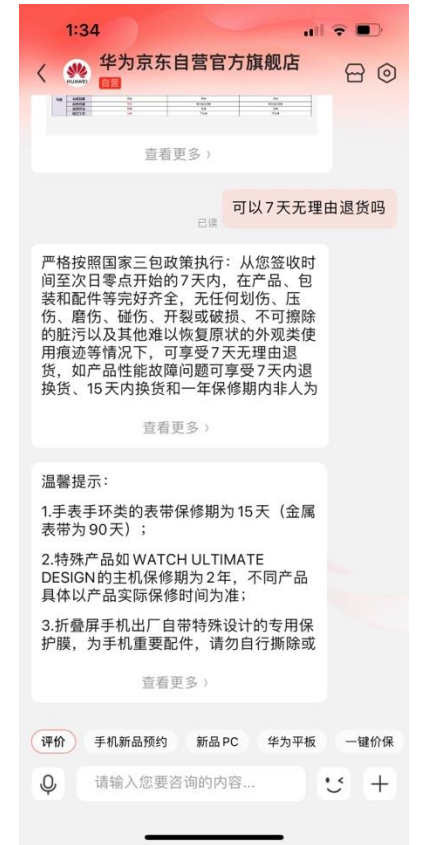 1:34
华为京东自营官方旗舰店
HUAWEI
自营
查看更多 >
可以7天无理由退货吗
已读
严格按照国家三包政策执行：从您签收时
间至次日零点开始的7天内，在产品、包
装和配件等完好齐全，无任何划伤、压
伤、磨伤、碰伤、开裂或破损、不可擦除
的脏污以及其他难以恢复原状的外观类使
用痕迹等情况下，可享受7天无理由退
货，如产品性能故障问题可享受7天内退
换货、15天内换货和一年保修期内非人为
查看更多 >
温馨提示：
1.手表手环类的表带保修期为15天（金属
表带为90天）；
2.特殊产品如WATCH ULTIMATE
DESIGN的主机保修期为2年，不同产品
具体以产品实际保修时间为准；
3.折叠屏手机出厂自带特殊设计的专用保
护膜，为手机重要配件，请勿自行撕除或
查看更多 >
评价 手机新品预约 新品PC 华为平板 一键价保
请输入您要咨询的内容...